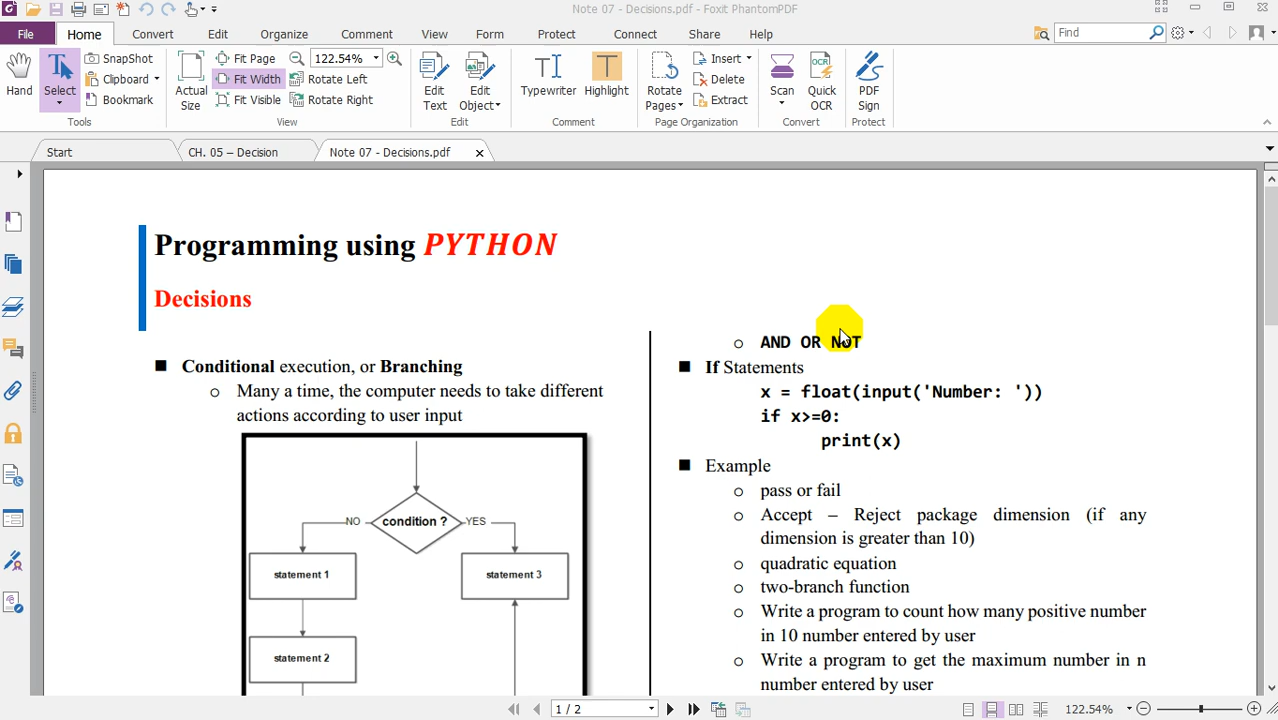 Note 07 - Decisions.pdf - Foxit PhantomPDF
File Home Convert Edit Organize Comment View Form Protect Connect Share Help Find
Hand
Select
SnapShot
Clipboard
Bookmark
Tools
Actual Size
Fit Page
Fit Width
Fit Visible
122.54%
Rotate Left
Rotate Right
View
Edit Text
Edit Object
Edit
Typewriter
Highlight
Comment
Rotate Pages
Insert
Delete
Extract
Page Organization
Scan
Quick OCR
Convert
PDF Sign
Protect
Start
CH. 05 – Decision
Note 07 - Decisions.pdf
Programming using PYTHON
Decisions
■ Conditional execution, or Branching
o Many a time, the computer needs to take different
actions according to user input
condition ?
NO
YES
statement 1
statement 3
statement 2
o AND OR NOT
■ If Statements
x = float(input('Number: '))
if x>=0:
print(x)
■ Example
o pass or fail
o Accept – Reject package dimension (if any
dimension is greater than 10)
o quadratic equation
o two-branch function
o Write a program to count how many positive number
in 10 number entered by user
o Write a program to get the maximum number in n
number entered by user
1 / 2
122.54%